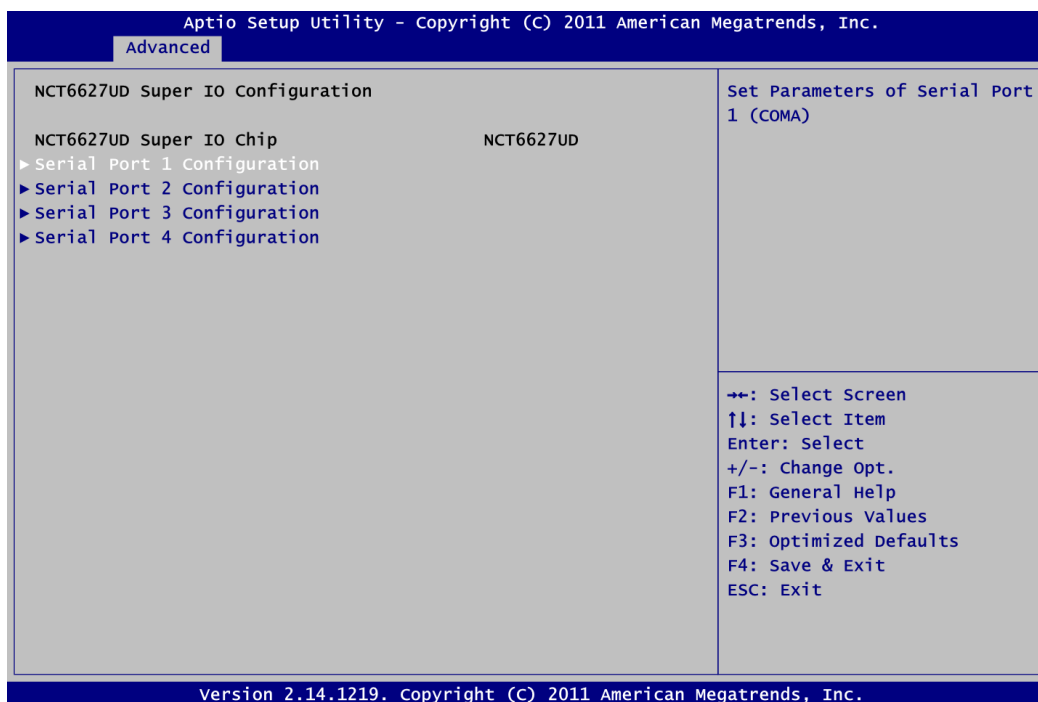 Aptio Setup Utility - Copyright (C) 2011 American Megatrends, Inc.
Advanced
NCT6627UD Super IO Configuration
NCT6627UD Super IO Chip NCT6627UD
►Serial Port 1 Configuration
►Serial Port 2 Configuration
►Serial Port 3 Configuration
►Serial Port 4 Configuration
Set Parameters of Serial Port
1 (COMA)
→←: Select Screen
↑↓: Select Item
Enter: Select
+/-: Change Opt.
F1: General Help
F2: Previous Values
F3: Optimized Defaults
F4: Save & Exit
ESC: Exit
Version 2.14.1219. Copyright (C) 2011 American Megatrends, Inc.